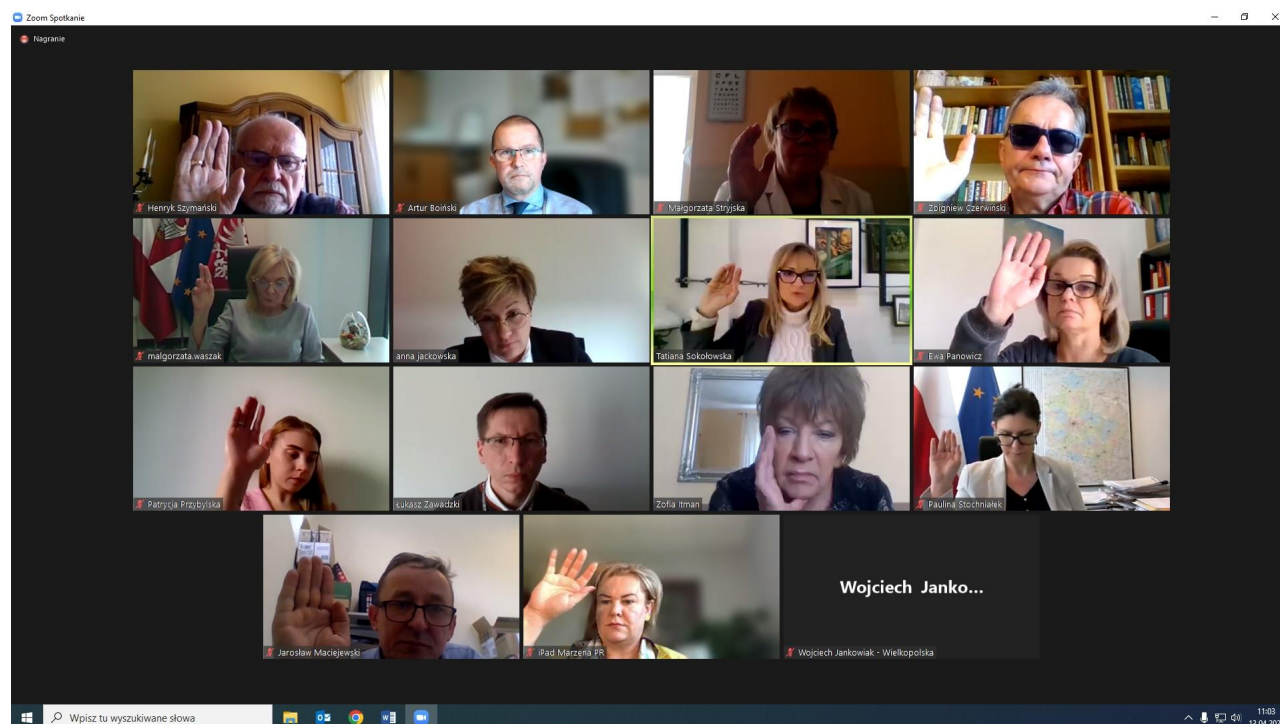 Zoom Spotkanie
Nagranie
Henryk Szymański
Artur Boiński
Małgorzata Stryjska
Zbigniew Czerwiński
malgorzata.waszak
anna jackowska
Tatiana Sokołowska
Ewa Panowicz
Patrycja Przybylska
Łukasz Zawadzki
Zofia Itman
Paulina Stochniałek
Jarosław Maciejewski
iPad Marzena PR
Wojciech Janko...
Wojciech Jankowiak - Wielkopolska
Wpisz tu wyszukiwane słowa
11:03